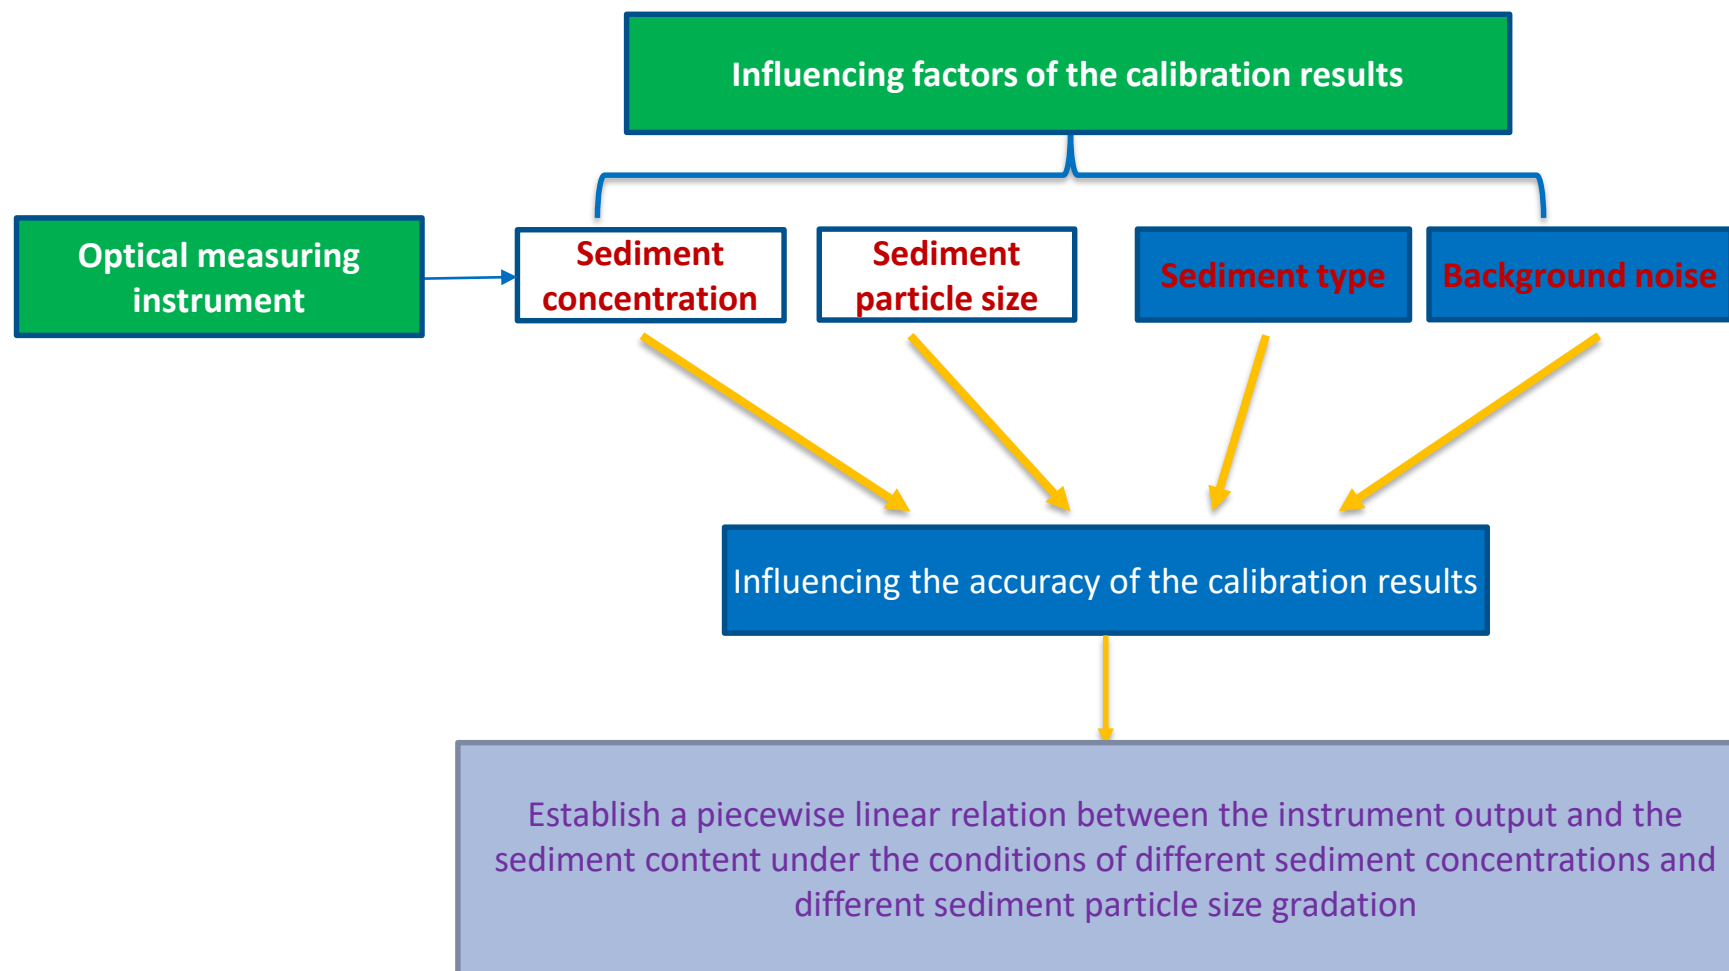 Influencing factors of the calibration results
Optical measuring
instrument
Sediment
concentration
Sediment
particle size
Sediment type
Background noise
Influencing the accuracy of the calibration results
Establish a piecewise linear relation between the instrument output and the
sediment content under the conditions of different sediment concentrations and
different sediment particle size gradation